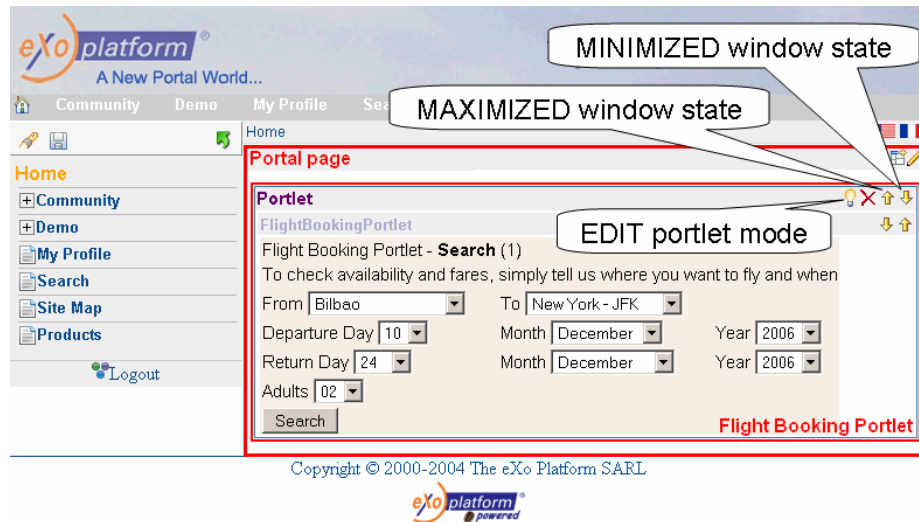 eXo platform ®
A New Portal World...
MINIMIZED window state
MAXIMIZED window state
Community Demo My Profile
Home
Portal page
Home
Community
Demo
My Profile
Search
Site Map
Products
Logout
Portlet
EDIT portlet mode
FlightBookingPortlet
Flight Booking Portlet - Search (1)
To check availability and fares, simply tell us where you want to fly and when
From Bilbao To New York - JFK
Departure Day 10 Month December Year 2006
Return Day 24 Month December Year 2006
Adults 02
Search
Flight Booking Portlet
Copyright © 2000-2004 The eXo Platform SARL
eXo platform ®
powered